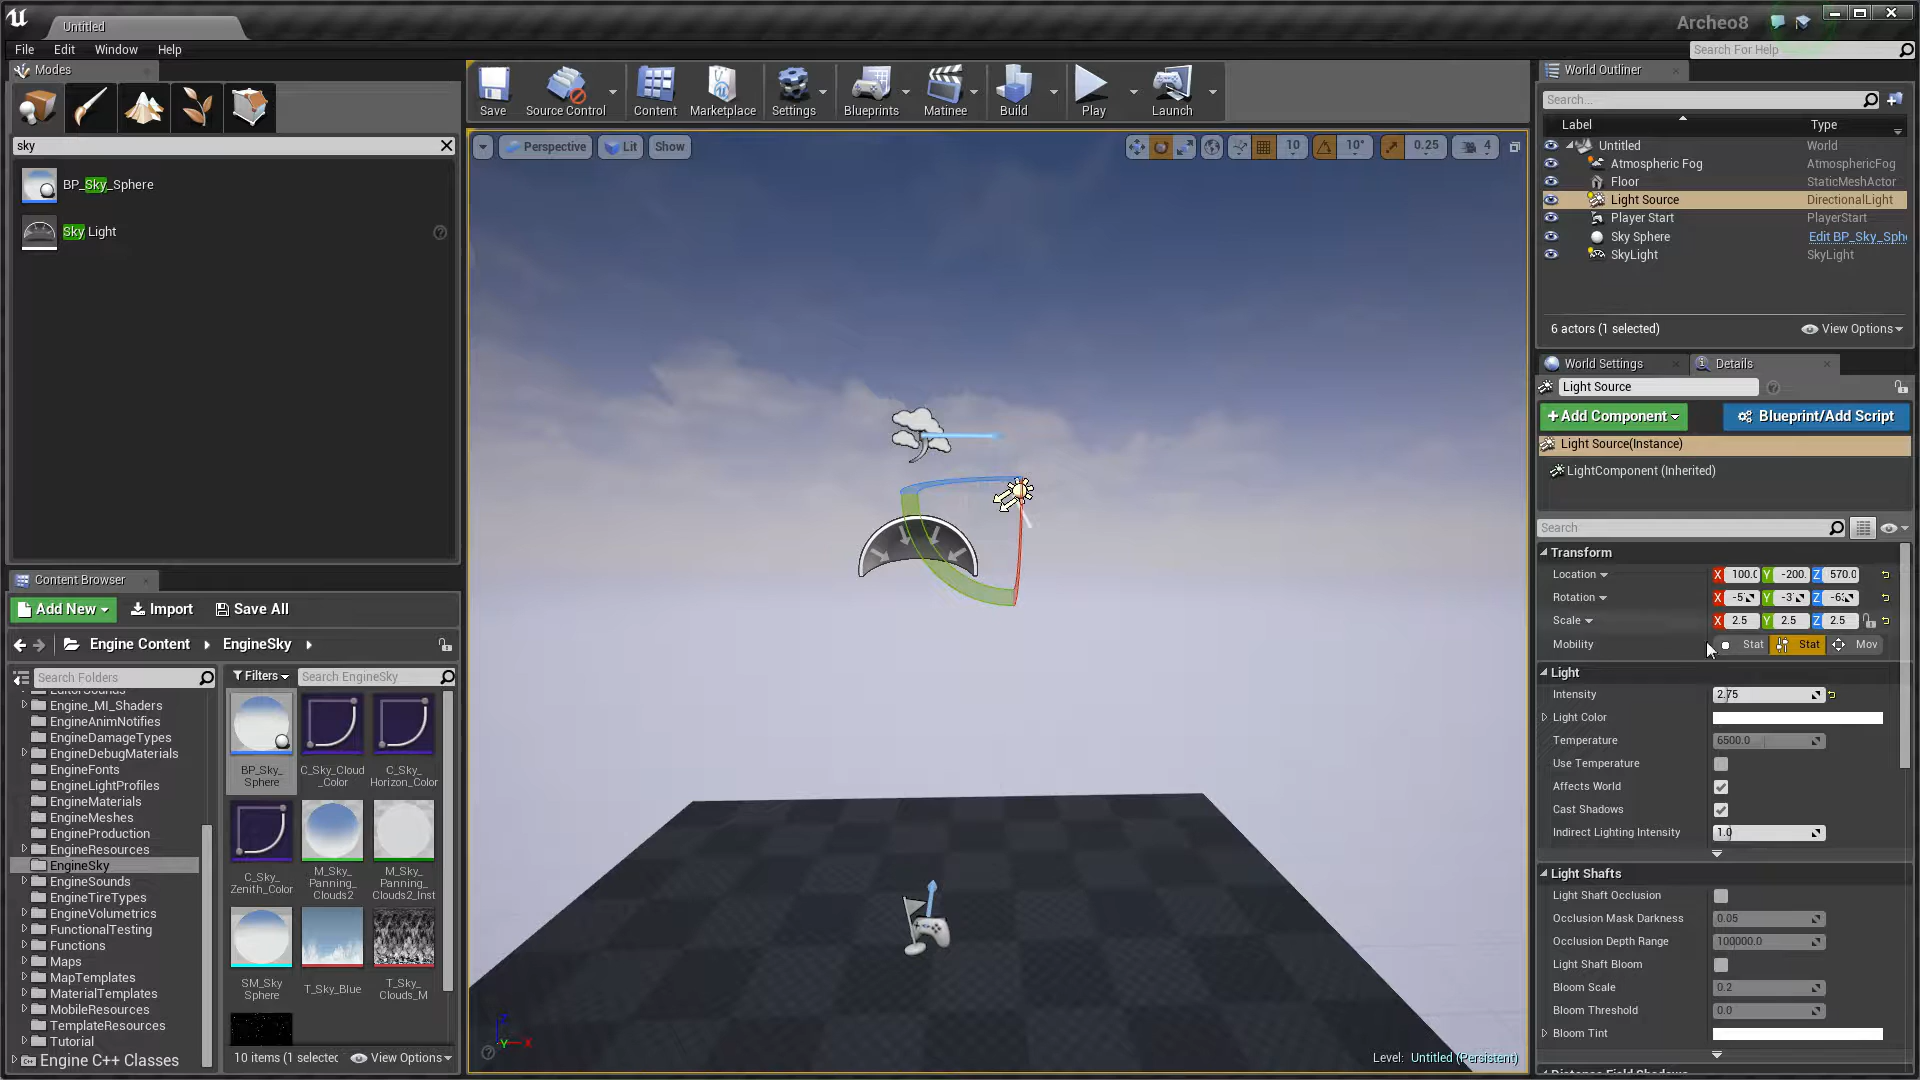 Untitled
Archeo8
File Edit Window Help
Search For Help
Modes
sky
BP_Sky_Sphere
Sky Light
Save
Source Control
Content
Marketplace
Settings
Blueprints
Matinee
Build
Play
Launch
Perspective
Lit
Show
10
10°
0.25
4
Level: Untitled (Persistent)
World Outliner
Search...
Label Type
Untitled World
Atmospheric Fog AtmosphericFog
Floor StaticMeshActor
Light Source DirectionalLight
Player Start PlayerStart
Sky Sphere Edit BP_Sky_Sph
SkyLight SkyLight
6 actors (1 selected)
View Options
World Settings
Details
Light Source
+Add Component
Blueprint/Add Script
Light Source(Instance)
LightComponent (Inherited)
Search
Transform
Location X 100.0 Y -200. Z 570.0
Rotation X Y Z
Scale X 2.5 Y 2.5 Z 2.5
Mobility Stat Stat Mov
Light
Intensity 2.75
Light Color
Temperature 6500.0
Use Temperature
Affects World
Cast Shadows
Indirect Lighting Intensity 1.0
Light Shafts
Light Shaft Occlusion
Occlusion Mask Darkness 0.05
Occlusion Depth Range 100000.0
Light Shaft Bloom
Bloom Scale 0.2
Bloom Threshold 0.0
Bloom Tint
Distance Field Shadows
Content Browser
Add New Import Save All
Engine Content EngineSky
Search Folders
Filters
Search EngineSky
Engine_MI_Shaders
EngineAnimNotifies
EngineDamageTypes
EngineDebugMaterials
EngineFonts
EngineLightProfiles
EngineMaterials
EngineMeshes
EngineProduction
EngineResources
EngineSky
EngineSounds
EngineTireTypes
EngineVolumetrics
FunctionalTesting
Functions
Maps
MapTemplates
MaterialTemplates
MobileResources
TemplateResources
Tutorial
Engine C++ Classes
BP_Sky_
Sphere
C_Sky_Cloud
_Color
C_Sky_
Horizon_Color
C_Sky_
Zenith_Color
M_Sky_
Panning_
Clouds2
M_Sky_
Panning_
Clouds2_Inst
SM_Sky
Sphere
T_Sky_Blue
T_Sky_
Clouds_M
10 items (1 selectec
View Options